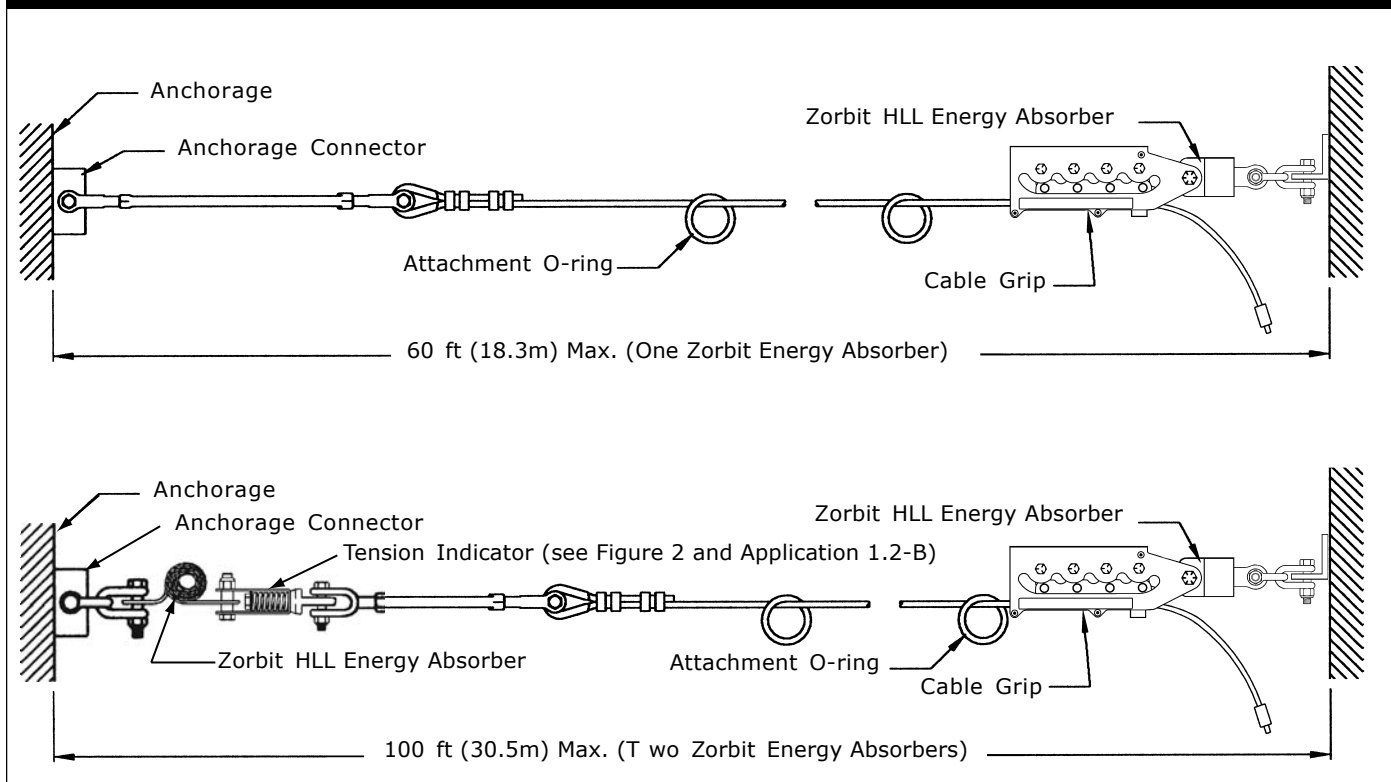 Anchorage
Zorbit HLL Energy Absorber
Anchorage Connector
Attachment O-ring
Cable Grip
60 ft (18.3m) Max. (One Zorbit Energy Absorber)
Anchorage
Zorbit HLL Energy Absorber
Anchorage Connector
Tension Indicator (see Figure 2 and Application 1.2-B)
Zorbit HLL Energy Absorber
Attachment O-ring
Cable Grip
100 ft (30.5m) Max. (T wo Zorbit Energy Absorbers)